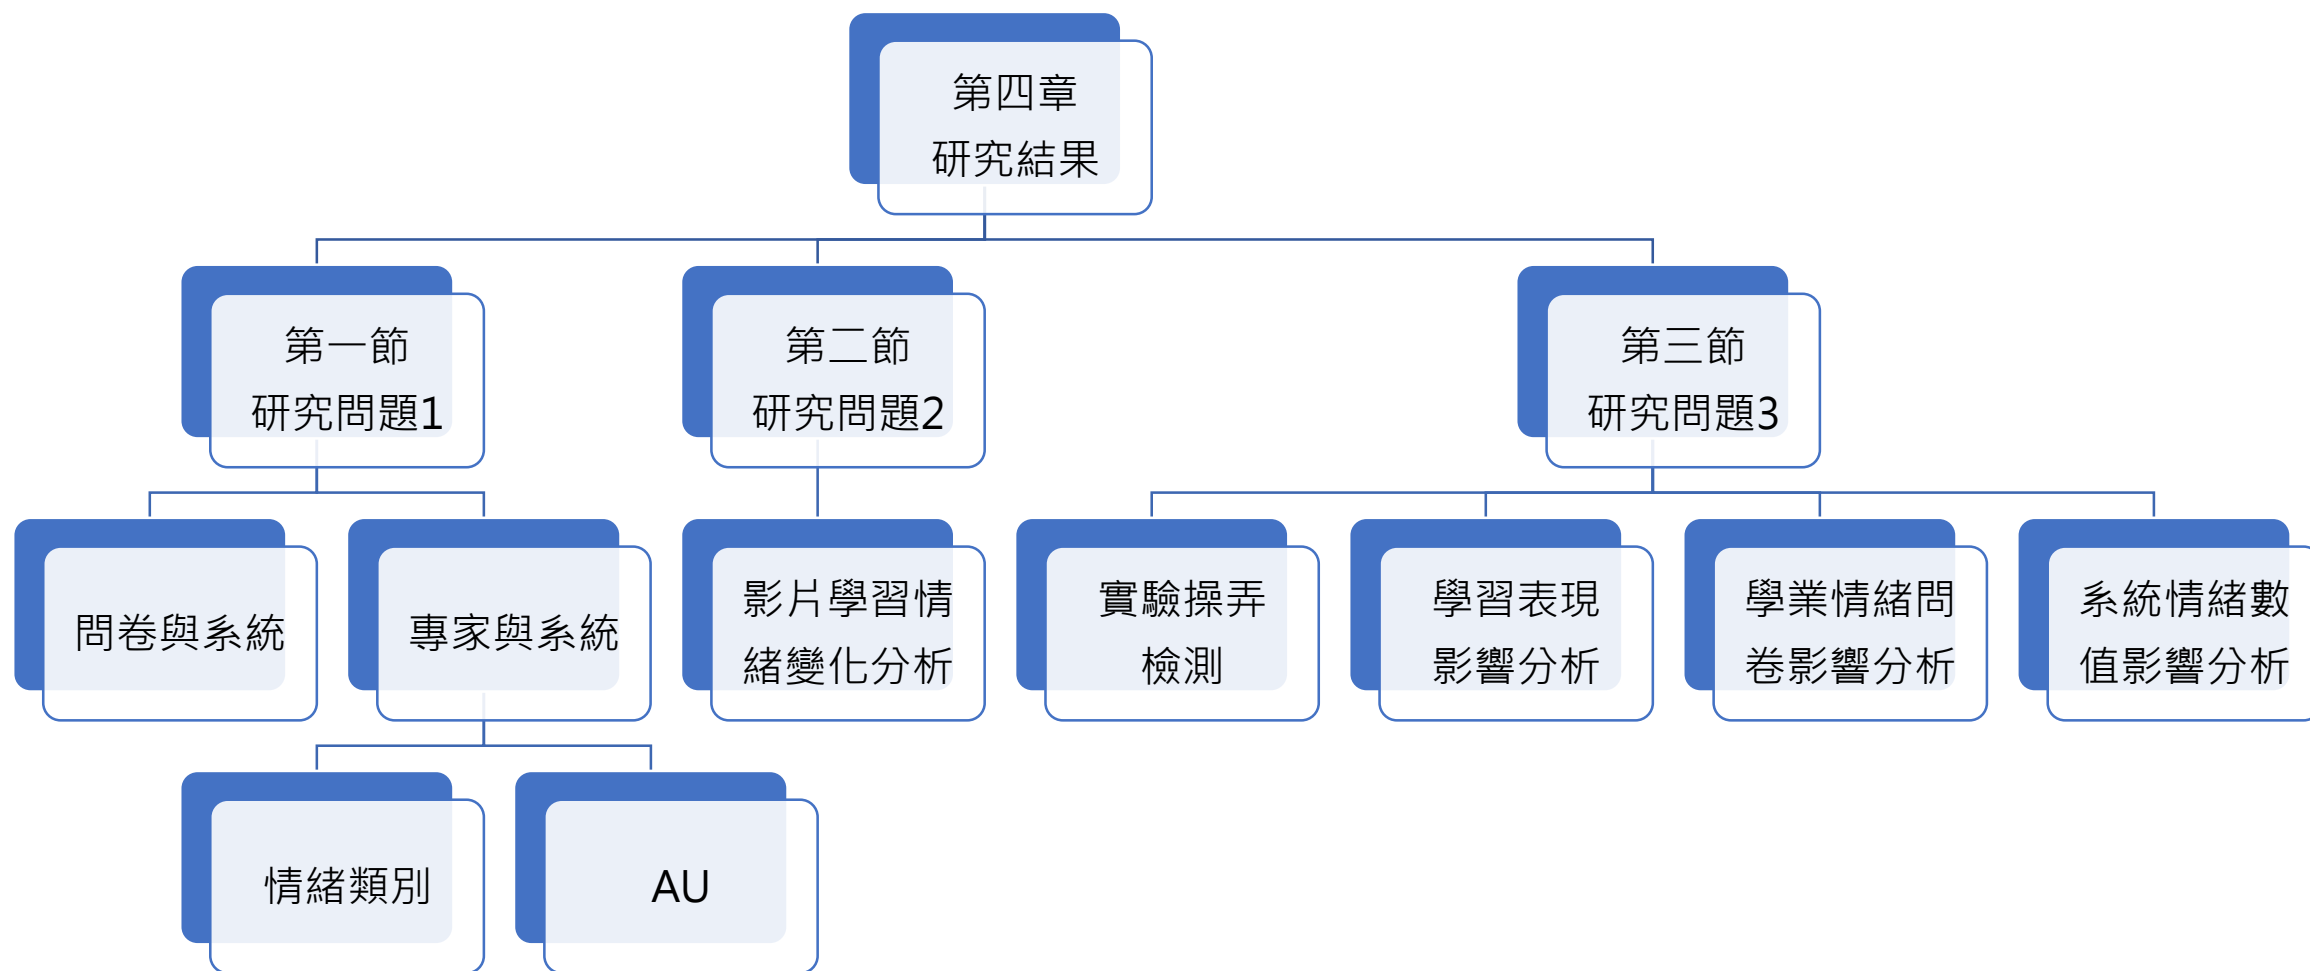 第四章
研究結果
第一節
研究問題1
第二節
研究問題2
第三節
研究問題3
問卷與系統
專家與系統
影片學習情
緒變化分析
實驗操弄
檢測
學習表現
影響分析
學業情緒問
卷影響分析
系統情緒數
值影響分析
情緒類別
AU